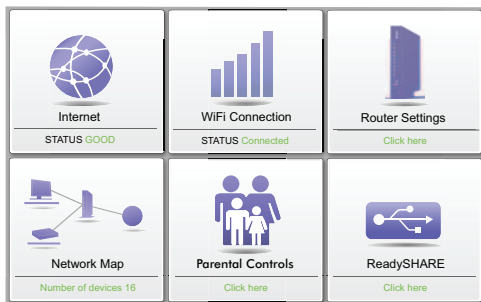 Internet
STATUS GOOD
WiFi Connection
STATUS Connected
Router Settings
Click here
Network Map
Number of devices 16
Parental Controls
Click here
ReadySHARE
Click here